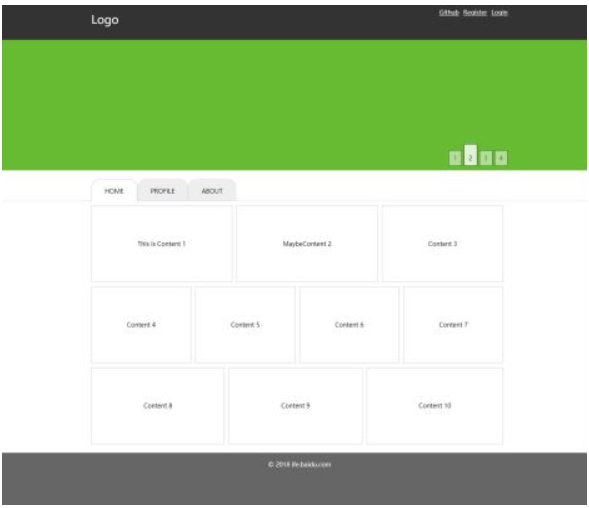 Logo
Github Register Login
1 2 3 4
HOME PROFILE ABOUT
This is Content 1 MaybeContent 2 Content 3
Content 4 Content 5 Content 6 Content 7
Content 8 Content 9 Content 10
© 2018 ife.baidu.com